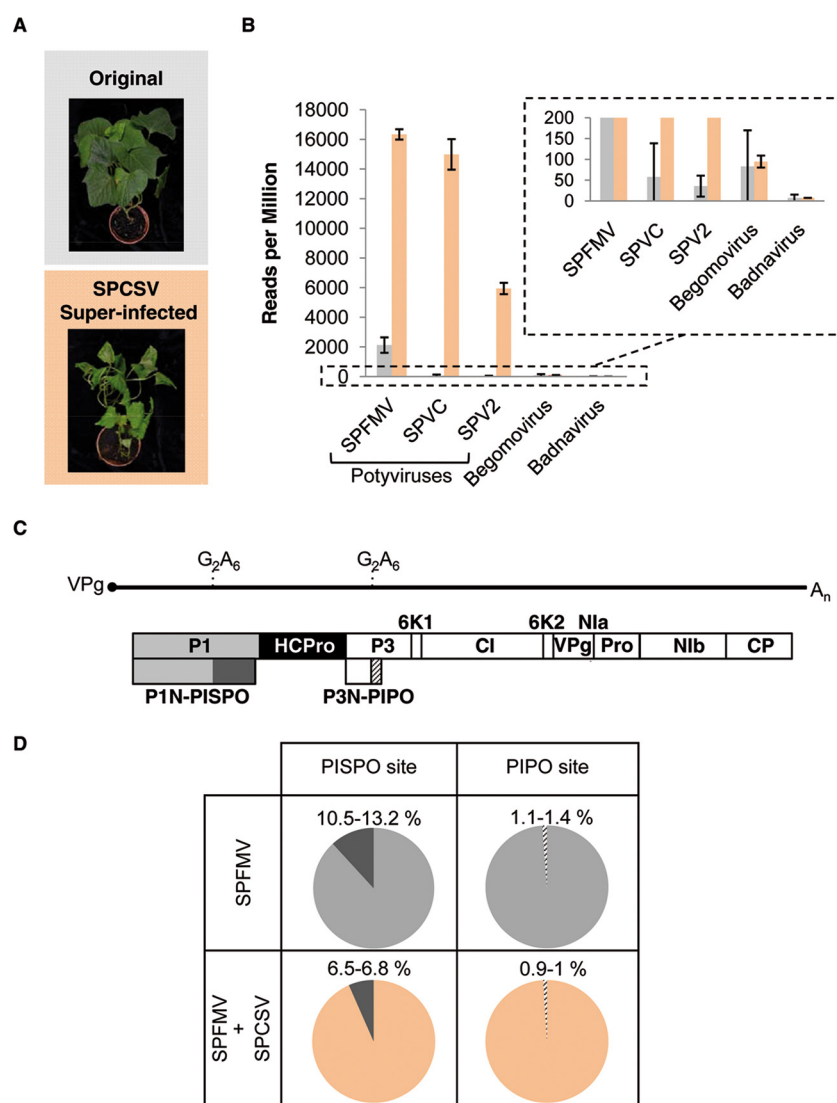 A
Original
SPCSV
Super-infected
B
Reads per Million
18000
16000
14000
12000
10000
8000
6000
4000
2000
0
SPFMV
SPVC
SPV2
Begomovirus
Badnavirus
Potyviruses
200
150
100
50
0
SPFMV
SPVC
SPV2
Begomovirus
Badnavirus
C
G2A6 G2A6
VPg An
6K1 6K2 NIa
P1 HCPro P3 CI VPg Pro NIb CP
P1N-PISPO P3N-PIPO
D
PISPO site PIPO site
SPFMV
10.5-13.2 % 1.1-1.4 %
SPFMV
+
SPCSV
6.5-6.8 % 0.9-1 %